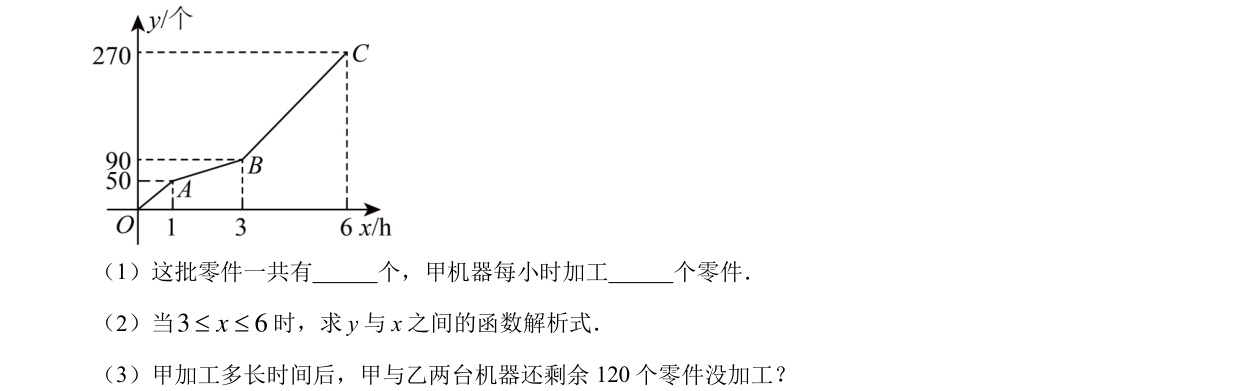 y/个
270
C
90
B
50
A
O 1 3 6 x/h
（1）这批零件一共有______个，甲机器每小时加工______个零件．
（2）当3≤x≤6时，求y与x之间的函数解析式．
（3）甲加工多长时间后，甲与乙两台机器还剩余120个零件没加工？